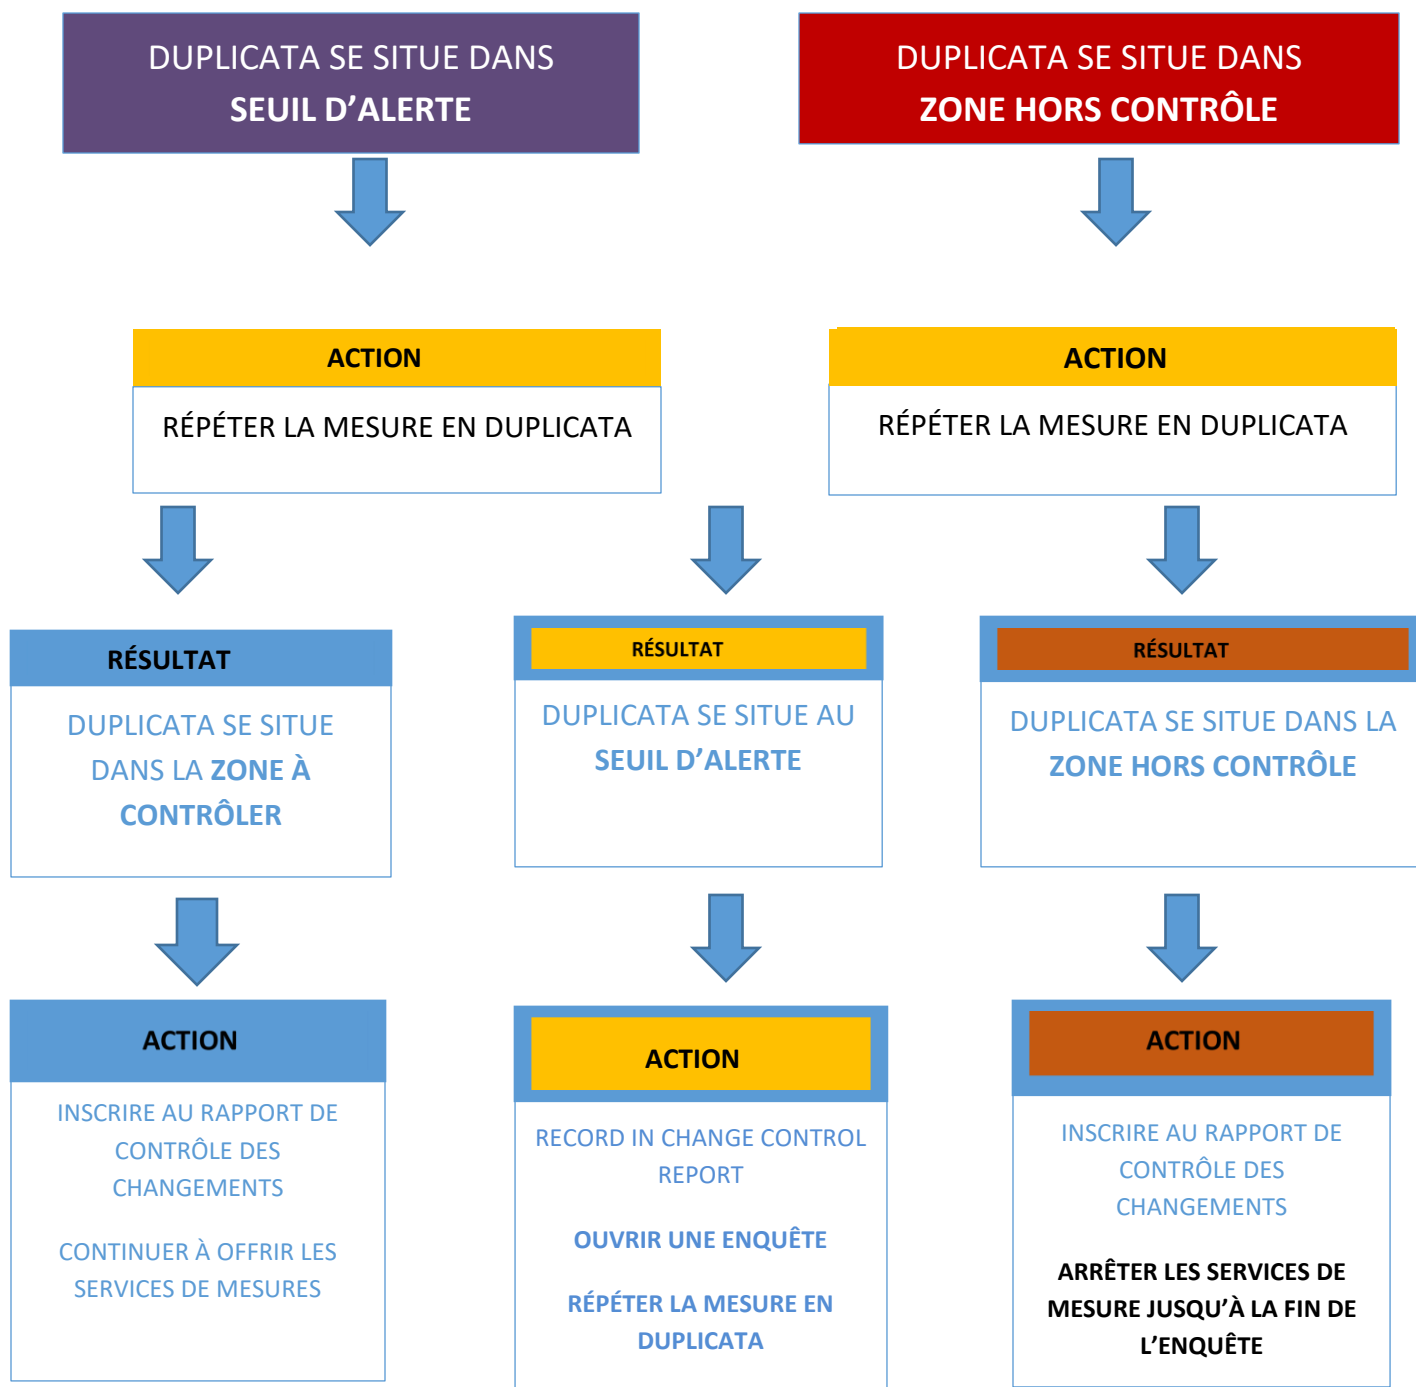 DUPLICATA SE SITUE DANS
SEUIL D’ALERTE
DUPLICATA SE SITUE DANS
ZONE HORS CONTRÔLE
ACTION
RÉPÉTER LA MESURE EN DUPLICATA
ACTION
RÉPÉTER LA MESURE EN DUPLICATA
RÉSULTAT
DUPLICATA SE SITUE
DANS LA ZONE À
CONTRÔLER
RÉSULTAT
DUPLICATA SE SITUE AU
SEUIL D’ALERTE
RÉSULTAT
DUPLICATA SE SITUE DANS LA
ZONE HORS CONTRÔLE
ACTION
INSCRIRE AU RAPPORT DE
CONTRÔLE DES
CHANGEMENTS
CONTINUER À OFFRIR LES
SERVICES DE MESURES
ACTION
RECORD IN CHANGE CONTROL
REPORT
OUVRIR UNE ENQUÊTE
RÉPÉTER LA MESURE EN
DUPLICATA
ACTION
INSCRIRE AU RAPPORT DE
CONTRÔLE DES
CHANGEMENTS
ARRÊTER LES SERVICES DE
MESURE JUSQU’À LA FIN DE
L’ENQUÊTE